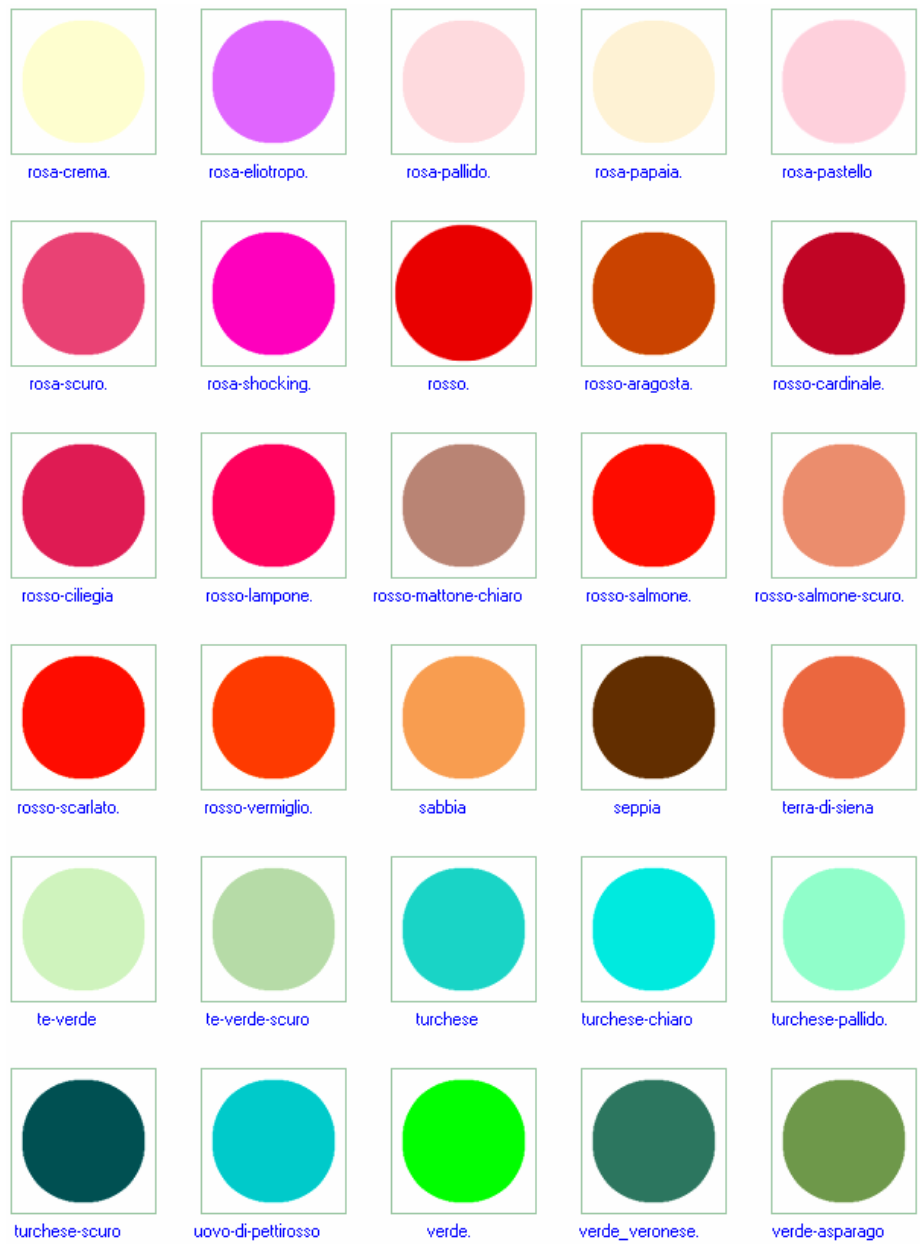 rosa-crema.
rosa-eliotropo.
rosa-pallido.
rosa-papaia.
rosa-pastello
rosa-scuro.
rosa-shocking.
rosso.
rosso-aragosta.
rosso-cardinale.
rosso-ciliegia
rosso-lampone.
rosso-mattone-chiaro
rosso-salmone.
rosso-salmone-scuro.
rosso-scarlato.
rosso-vermiglio.
sabbia
seppia
terra-di-siena
te-verde
te-verde-scuro
turchese
turchese-chiaro
turchese-pallido.
turchese-scuro
uovo-di-pettirosso
verde.
verde_veronese.
verde-asparago